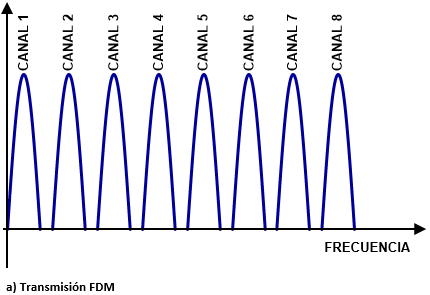 CANAL 1
CANAL 2
CANAL 3
CANAL 4
CANAL 5
CANAL 6
CANAL 7
CANAL 8
FRECUENCIA
a) Transmisión FDM